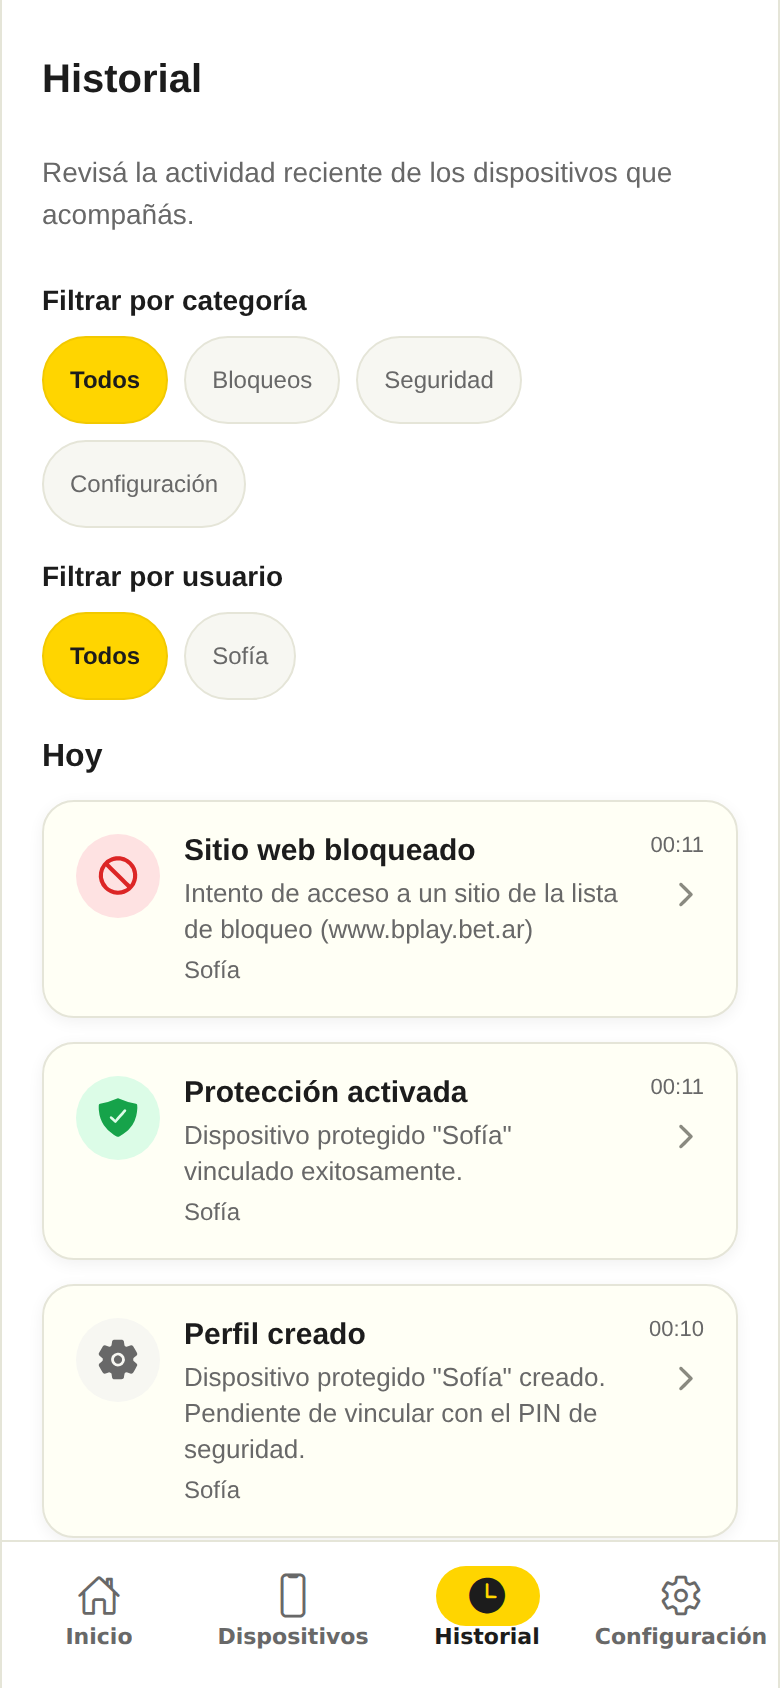 Historial
Revisá la actividad reciente de los dispositivos que
acompañás.
Filtrar por categoría
Todos
Bloqueos
Seguridad
Configuración
Filtrar por usuario
Todos
Sofía
Hoy
Sitio web bloqueado
00:11
Intento de acceso a un sitio de la lista
de bloqueo (www.bplay.bet.ar)
Sofía
Protección activada
00:11
Dispositivo protegido "Sofía"
vinculado exitosamente.
Sofía
Perfil creado
00:10
Dispositivo protegido "Sofía" creado.
Pendiente de vincular con el PIN de
seguridad.
Sofía
Inicio
Dispositivos
Historial
Configuración